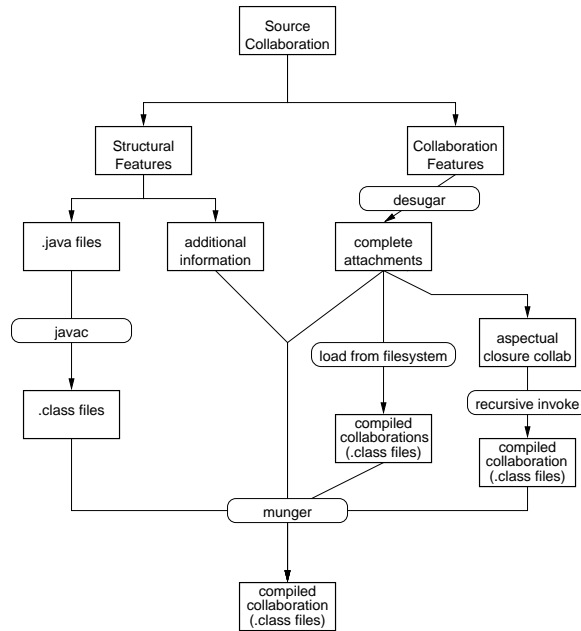 Source
Collaboration
Structural
Features
Collaboration
Features
desugar
.java files
additional
information
complete
attachments
javac
load from filesystem
aspectual
closure collab
.class files
recursive invoke
compiled
collaborations
(.class files)
compiled
collaboration
(.class files)
munger
compiled
collaboration
(.class files)